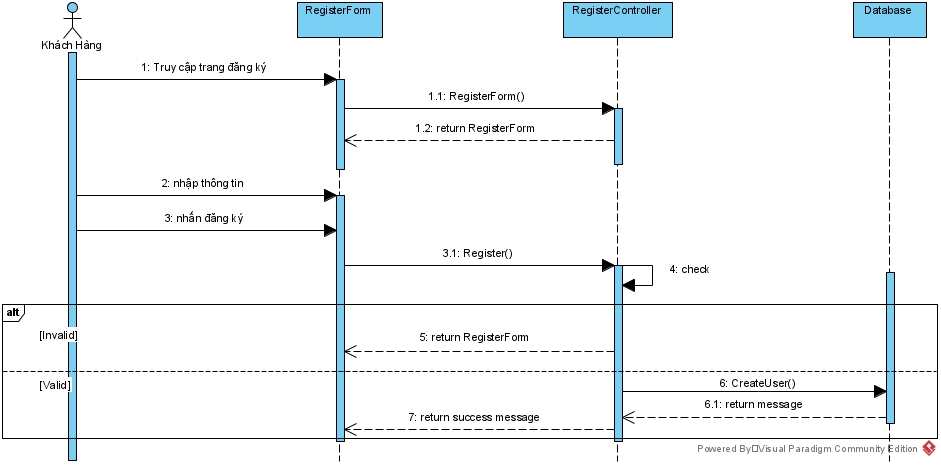 RegisterForm
RegisterController
Database
Khách Hàng
1: Truy cập trang đăng ký
1.1: RegisterForm()
1.2: return RegisterForm
2: nhập thông tin
3: nhấn đăng ký
3.1: Register()
4: check
alt
[Invalid]
5: return RegisterForm
[Valid]
6: CreateUser()
6.1: return message
7: return success message
Powered By□Visual Paradigm Community Edition